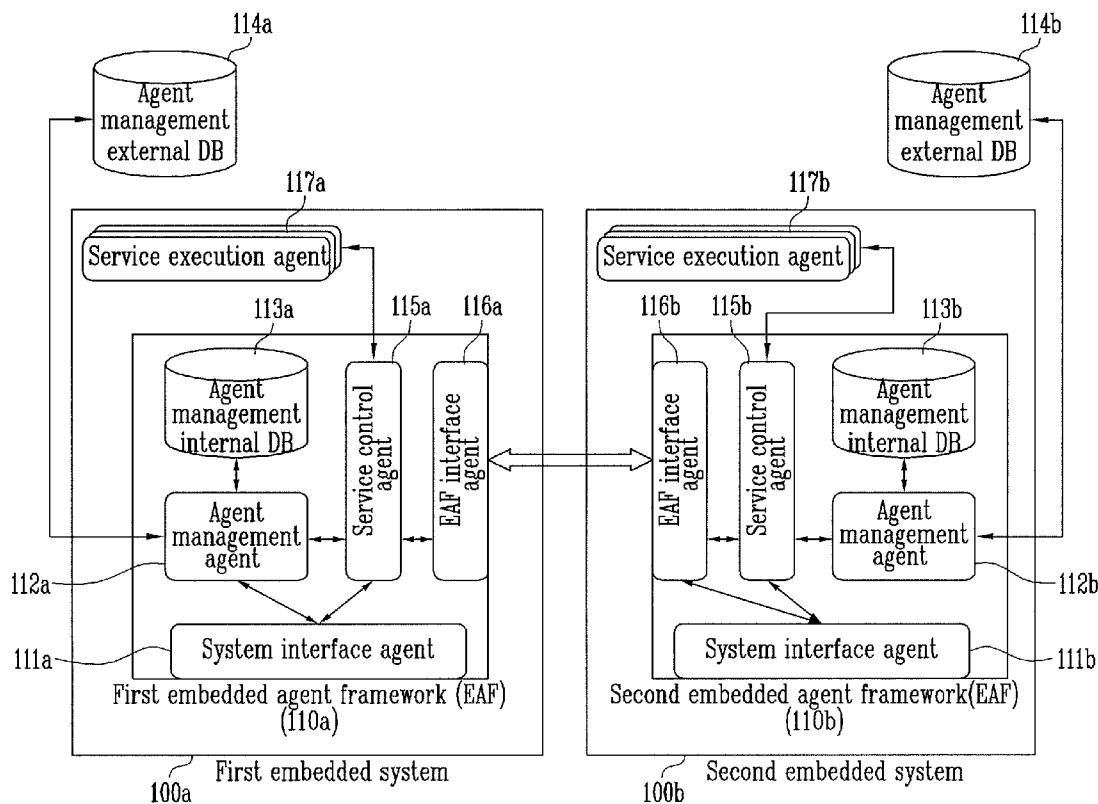 114a
114b
Agent
management
external DB
Agent
management
external DB
117a
117b
Service execution agent
Service execution agent
113a
115a
116a
116b
115b
113b
Agent
management
internal DB
Service control
agent
EAF interface
agent
EAF interface
agent
Service control
agent
Agent
management
internal DB
Agent
management
agent
Agent
management
agent
112a
112b
System interface agent
System interface agent
111a
111b
First embedded agent framework (EAF)
(110a)
Second embedded agent framework(EAF)
(110b)
First embedded system
Second embedded system
100a
100b